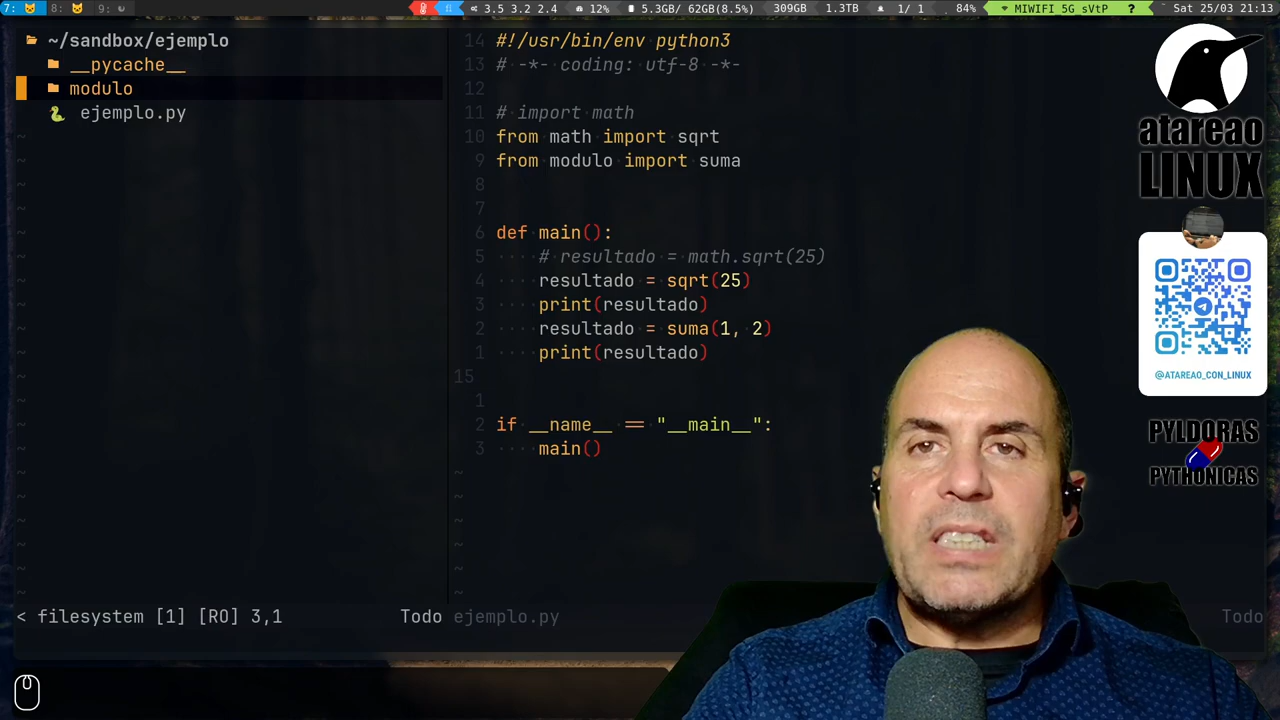 7: 8: 9: 3.5 3.2 2.4 12% 5.3GB/ 62GB(8.5%) 309GB 1.3TB 1/ 1 84% MIWIFI_5G_sVtP ? Sat 25/03 21:13
~/sandbox/ejemplo
__pycache__
modulo
ejemplo.py
14 #!/usr/bin/env python3
13 # -*- coding: utf-8 -*-
12
11 # import math
10 from math import sqrt
9 from modulo import suma
8
7
6 def main():
5 # resultado = math.sqrt(25)
4 resultado = sqrt(25)
3 print(resultado)
2 resultado = suma(1, 2)
1 print(resultado)
15
1
2 if __name__ == "__main__":
3 main()
< filesystem [1] [RO] 3,1 Todo
ejemplo.py Todo
atareao
LINUX
@ATAREAO_CON_LINUX
PYLDORAS
PYTHONICAS